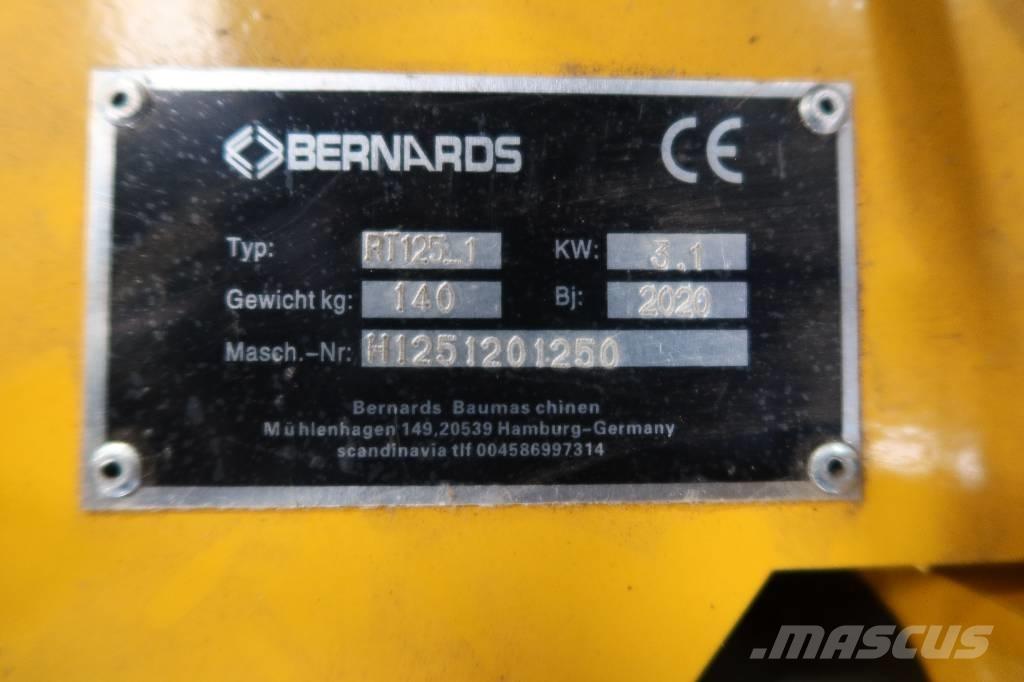 BERNARDS CE
Typ: RT125_1 KW: 3.1
Gewicht kg: 140 Bj: 2020
Masch.-Nr: H1251201250
Bernards Baumas chinen
Mühlenhagen 149,20539 Hamburg-Germany
scandinavia tlf 004586997314
.MASCUS